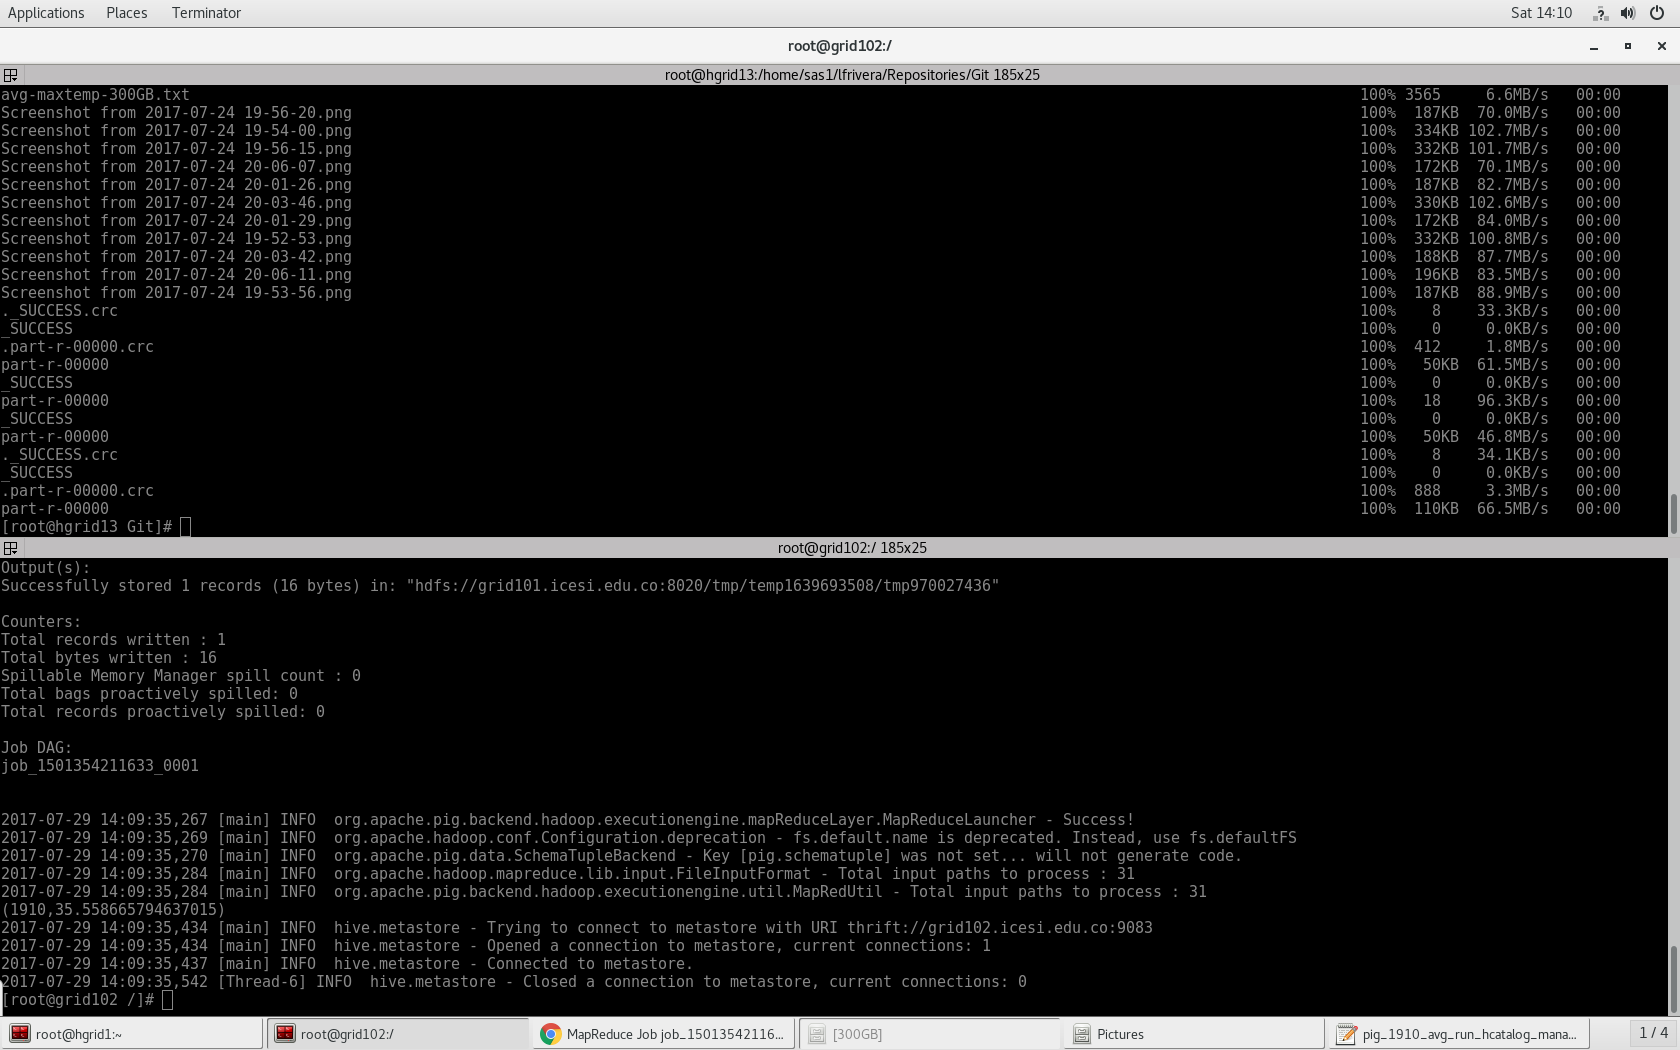 Applications Places Terminator Sat 14:10
root@grid102:/
root@hgrid13:/home/sas1/lfrivera/Repositories/Git 185x25
avg-maxtemp-300GB.txt 100% 3565 6.6MB/s 00:00
Screenshot from 2017-07-24 19-56-20.png 100% 187KB 70.0MB/s 00:00
Screenshot from 2017-07-24 19-54-00.png 100% 334KB 102.7MB/s 00:00
Screenshot from 2017-07-24 19-56-15.png 100% 332KB 101.7MB/s 00:00
Screenshot from 2017-07-24 20-06-07.png 100% 172KB 70.1MB/s 00:00
Screenshot from 2017-07-24 20-01-26.png 100% 187KB 82.7MB/s 00:00
Screenshot from 2017-07-24 20-03-46.png 100% 330KB 102.6MB/s 00:00
Screenshot from 2017-07-24 20-01-29.png 100% 172KB 84.0MB/s 00:00
Screenshot from 2017-07-24 19-52-53.png 100% 332KB 100.8MB/s 00:00
Screenshot from 2017-07-24 20-03-42.png 100% 188KB 87.7MB/s 00:00
Screenshot from 2017-07-24 20-06-11.png 100% 196KB 83.5MB/s 00:00
Screenshot from 2017-07-24 19-53-56.png 100% 187KB 88.9MB/s 00:00
._SUCCESS.crc 100% 8 33.3KB/s 00:00
_SUCCESS 100% 0 0.0KB/s 00:00
.part-r-00000.crc 100% 412 1.8MB/s 00:00
part-r-00000 100% 50KB 61.5MB/s 00:00
_SUCCESS 100% 0 0.0KB/s 00:00
part-r-00000 100% 18 96.3KB/s 00:00
_SUCCESS 100% 0 0.0KB/s 00:00
part-r-00000 100% 50KB 46.8MB/s 00:00
._SUCCESS.crc 100% 8 34.1KB/s 00:00
_SUCCESS 100% 0 0.0KB/s 00:00
.part-r-00000.crc 100% 888 3.3MB/s 00:00
part-r-00000 100% 110KB 66.5MB/s 00:00
[root@hgrid13 Git]#
root@grid102:/ 185x25
Output(s):
Successfully stored 1 records (16 bytes) in: "hdfs://grid101.icesi.edu.co:8020/tmp/temp1639693508/tmp970027436"
Counters:
Total records written : 1
Total bytes written : 16
Spillable Memory Manager spill count : 0
Total bags proactively spilled: 0
Total records proactively spilled: 0
Job DAG:
job_1501354211633_0001
2017-07-29 14:09:35,267 [main] INFO org.apache.pig.backend.hadoop.executionengine.mapReduceLayer.MapReduceLauncher - Success!
2017-07-29 14:09:35,269 [main] INFO org.apache.hadoop.conf.Configuration.deprecation - fs.default.name is deprecated. Instead, use fs.defaultFS
2017-07-29 14:09:35,270 [main] INFO org.apache.pig.data.SchemaTupleBackend - Key [pig.schematuple] was not set... will not generate code.
2017-07-29 14:09:35,284 [main] INFO org.apache.hadoop.mapreduce.lib.input.FileInputFormat - Total input paths to process : 31
2017-07-29 14:09:35,284 [main] INFO org.apache.pig.backend.hadoop.executionengine.util.MapRedUtil - Total input paths to process : 31
(1910,35.558665794637015)
2017-07-29 14:09:35,434 [main] INFO hive.metastore - Trying to connect to metastore with URI thrift://grid102.icesi.edu.co:9083
2017-07-29 14:09:35,434 [main] INFO hive.metastore - Opened a connection to metastore, current connections: 1
2017-07-29 14:09:35,437 [main] INFO hive.metastore - Connected to metastore.
2017-07-29 14:09:35,542 [Thread-6] INFO hive.metastore - Closed a connection to metastore, current connections: 0
[root@grid102 /]#
root@hgrid1:~ root@grid102:/ MapReduce Job job_15013542116... [300GB] Pictures pig_1910_avg_run_hcatalog_mana... 1 / 4